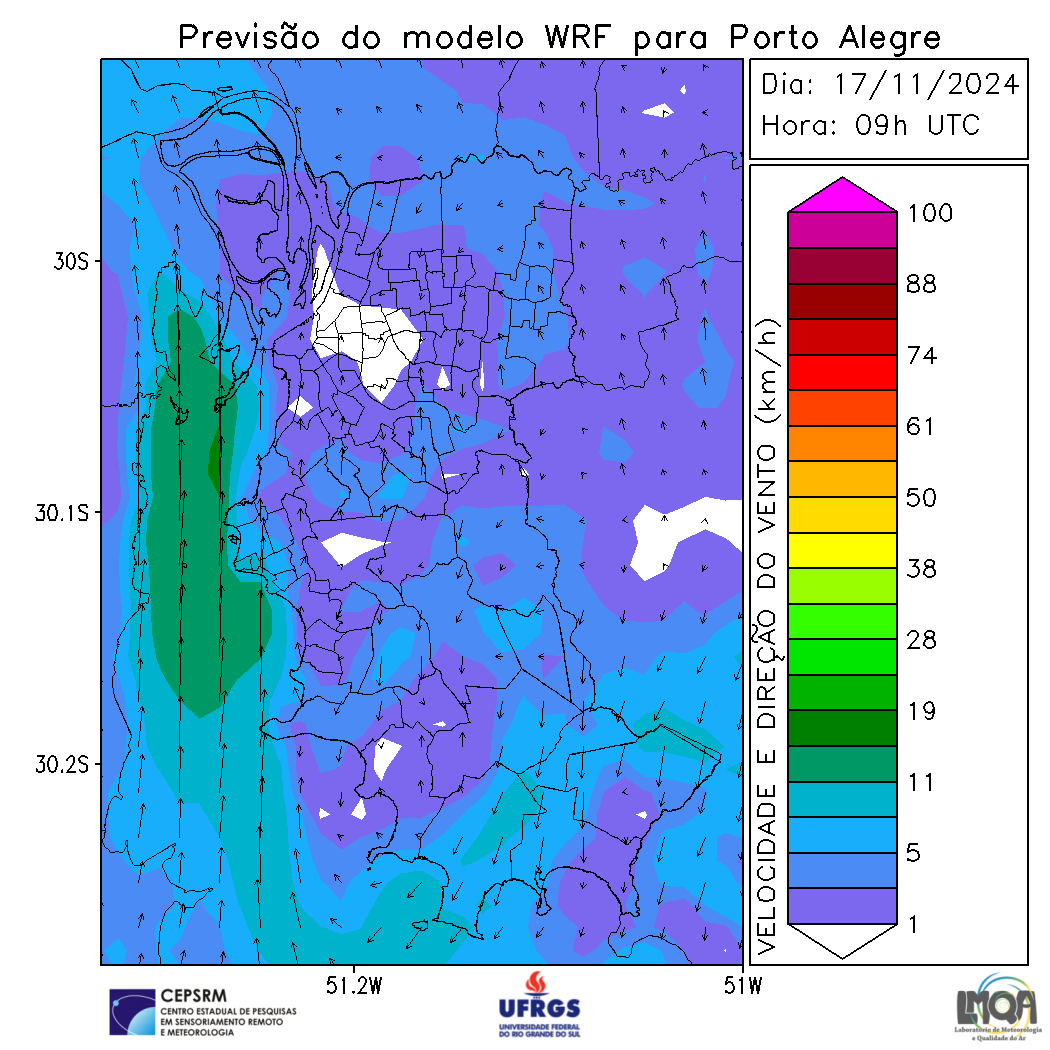 Previsão do modelo WRF para Porto Alegre
Dia: 17/11/2024
Hora: 09h UTC
30S
30.1S
30.2S
51.2W
51W
VELOCIDADE E DIREÇÃO DO VENTO (km/h)
100
88
74
61
50
38
28
19
11
5
1
CEPSRM
CENTRO ESTADUAL DE PESQUISAS
EM SENSORIAMENTO REMOTO
E METEOROLOGIA
UFRGS
UNIVERSIDADE FEDERAL
DO RIO GRANDE DO SUL
LMQA
Laboratório de Meteorologia
e Qualidade do Ar